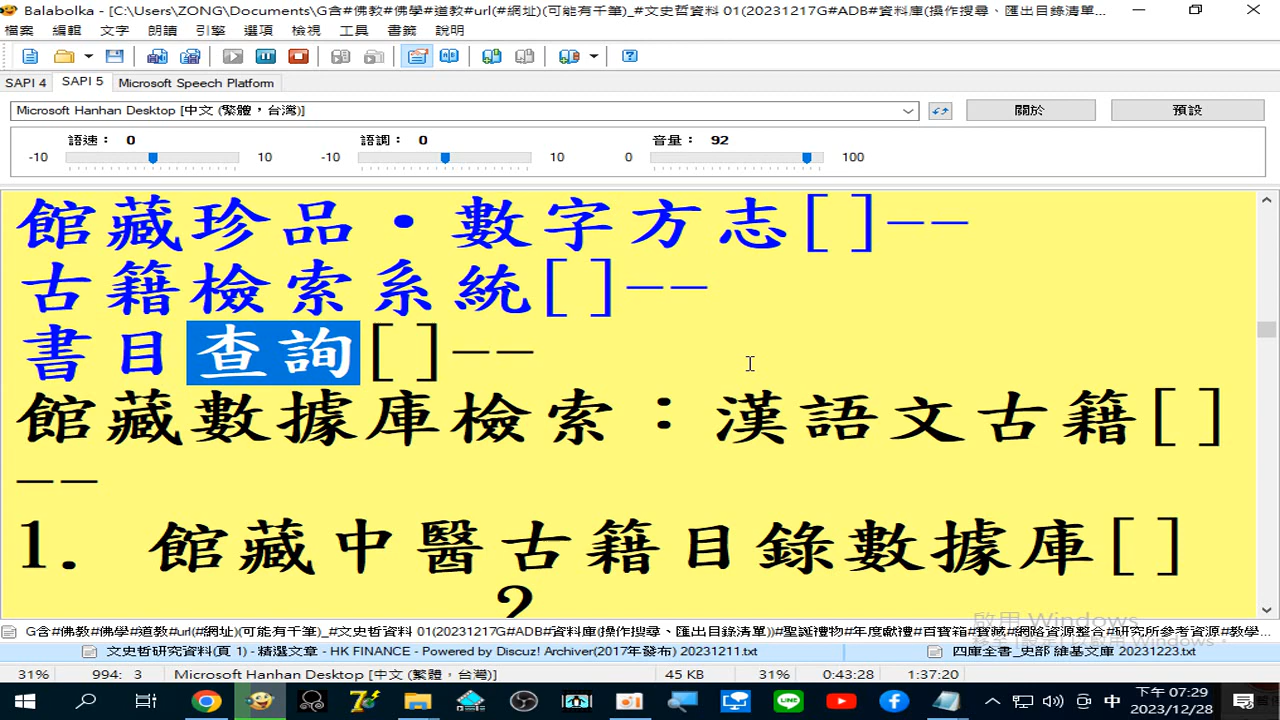 Balabolka - [C:\Users\ZONG\Documents\G含#佛教#佛學#道教#url(#網址)(可能有千筆)_#文史哲資料 01(20231217G#ADB#資料庫(操作搜尋、匯出目錄清單...
檔案 編輯 文字 朗讀 引擎 選項 檢視 工具 書籤 說明
SAPI 4 SAPI 5 Microsoft Speech Platform
Microsoft Hanhan Desktop [中文 (繁體，台灣)] 關於 預設
語速： 0 語調： 0 音量： 92
-10 10 -10 10 0 100
館藏珍品·數字方志[]--
古籍檢索系統[]--
書目查詢[]--
館藏數據庫檢索：漢語文古籍[]
--
1. 館藏中醫古籍目錄數據庫[]
2
啟用 Windows
G含#佛教#佛學#道教#url(#網址)(可能有千筆)_#文史哲資料 01(20231217G#ADB#資料庫(操作搜尋、匯出目錄清單))#聖誕禮物#年度獻禮#百寶箱#寶城#網路資源整合#研究所參考資源#教學...
文史哲研究資料(頁 1) - 精選文章 - HK FINANCE - Powered by Discuz! Archiver(2017年發布) 20231211.txt 四庫全書_史部 維基文庫 20231223.txt
31% 994: 3 Microsoft Hanhan Desktop [中文 (繁體，台灣)] 45 KB 31% 0:43:28 1:37:20
中 下午 07:29
2023/12/28